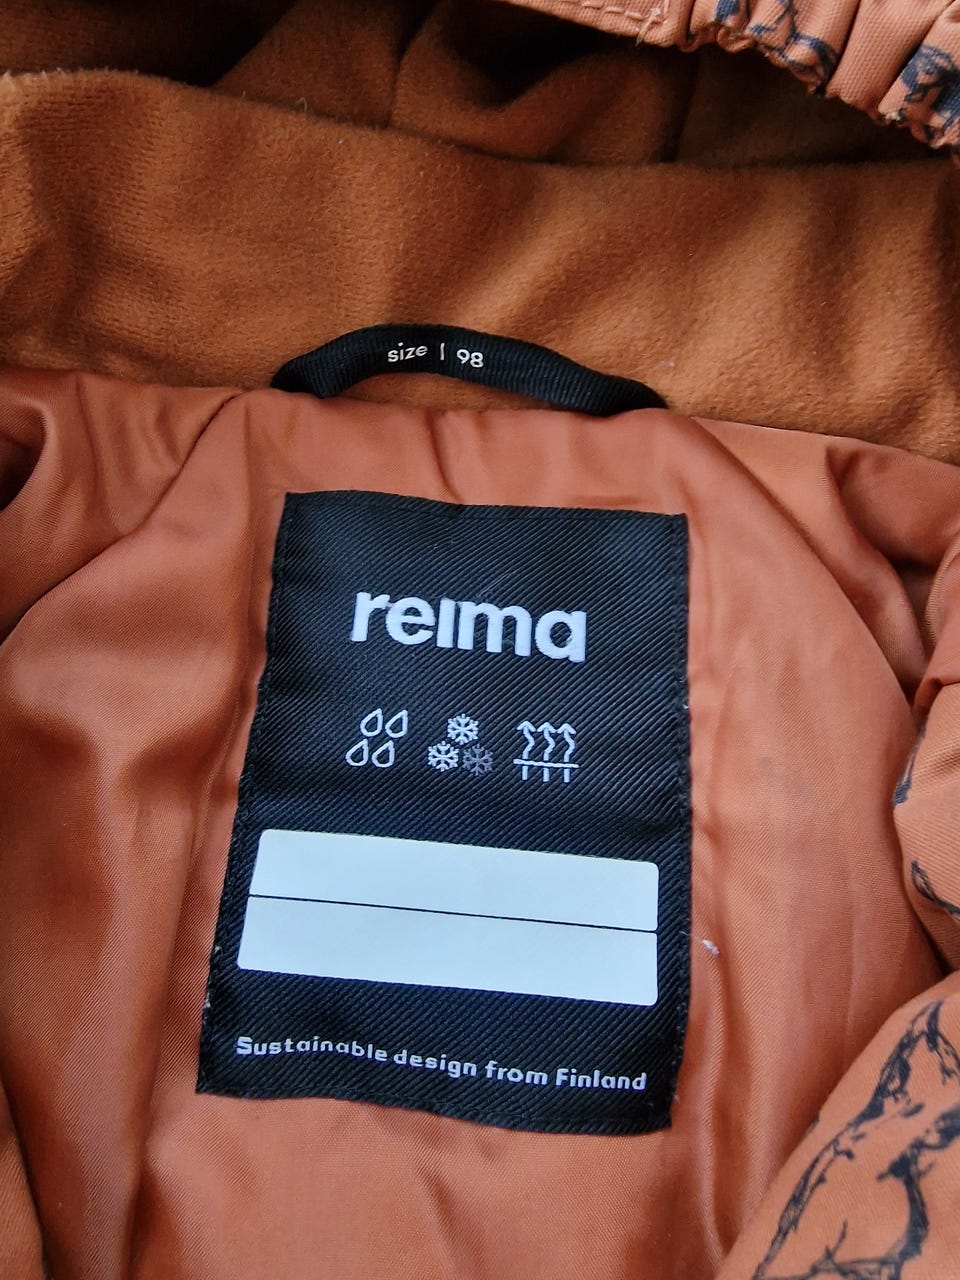 size | 98
reima
Sustainable design from Finland